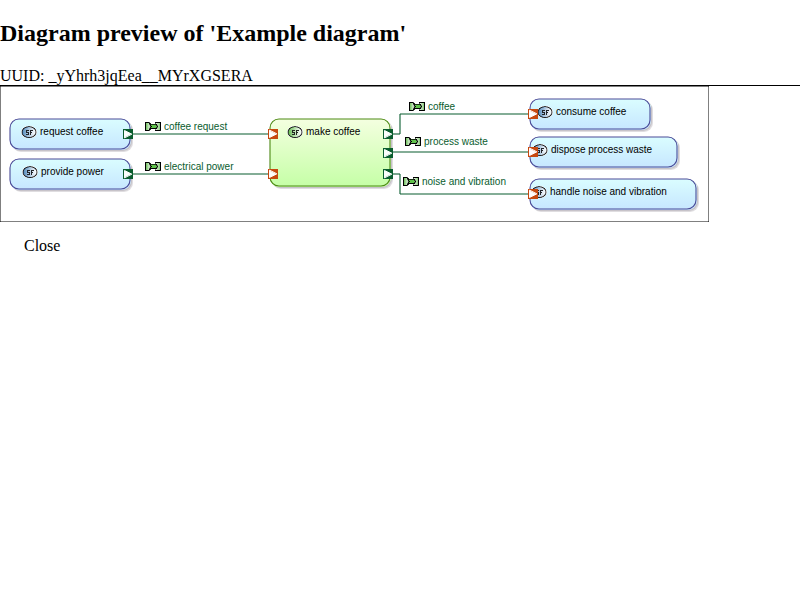 Diagram preview of 'Example diagram'
UUID: _yYhrh3jqEea__MYrXGSERA
SF request coffee
coffee request
SF make coffee
coffee
SF consume coffee
process waste
SF dispose process waste
SF provide power
electrical power
noise and vibration
SF handle noise and vibration
Close